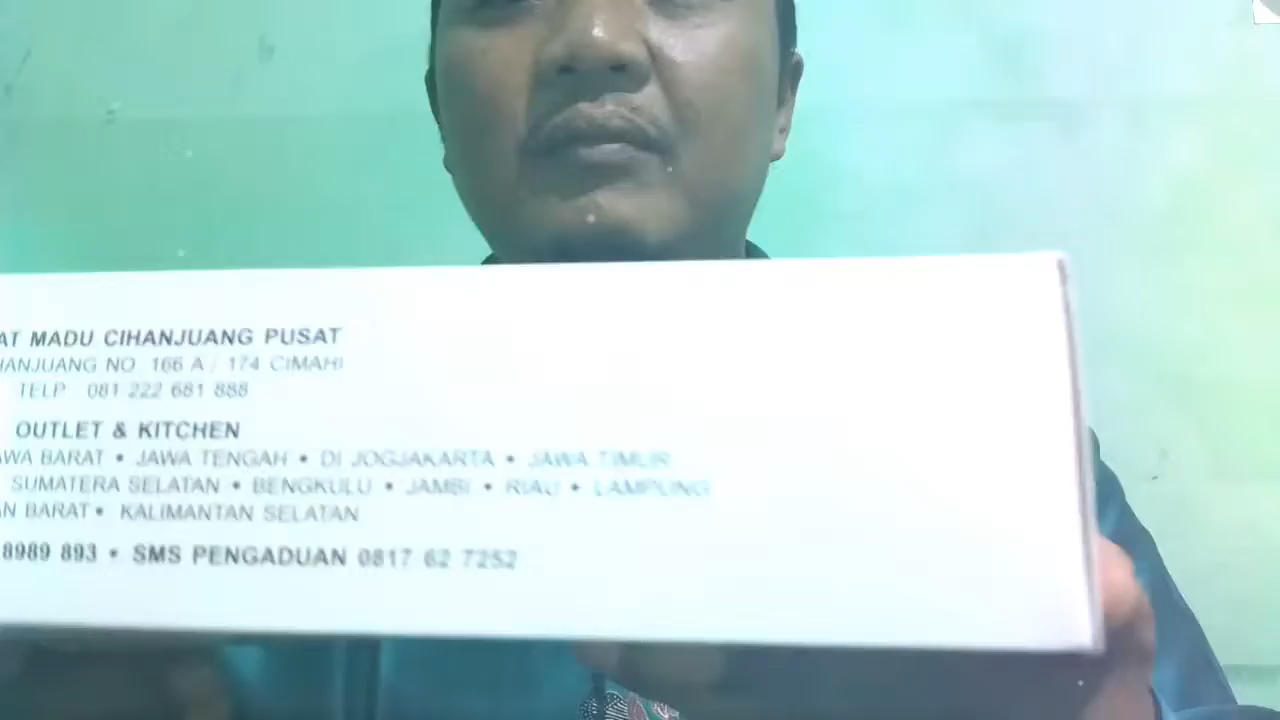 AT MADU CIHANJUANG PUSAT
HANJUANG NO. 166 A / 174 CIMAHI
TELP. 081 222 681 888
OUTLET & KITCHEN
AWA BARAT • JAWA TENGAH • DI JOGJAKARTA • JAWA TIMUR
SUMATERA SELATAN • BENGKULU • JAMBI • RIAU • LAMPUNG
AN BARAT • KALIMANTAN SELATAN
8989 893 • SMS PENGADUAN 0817 62 7252